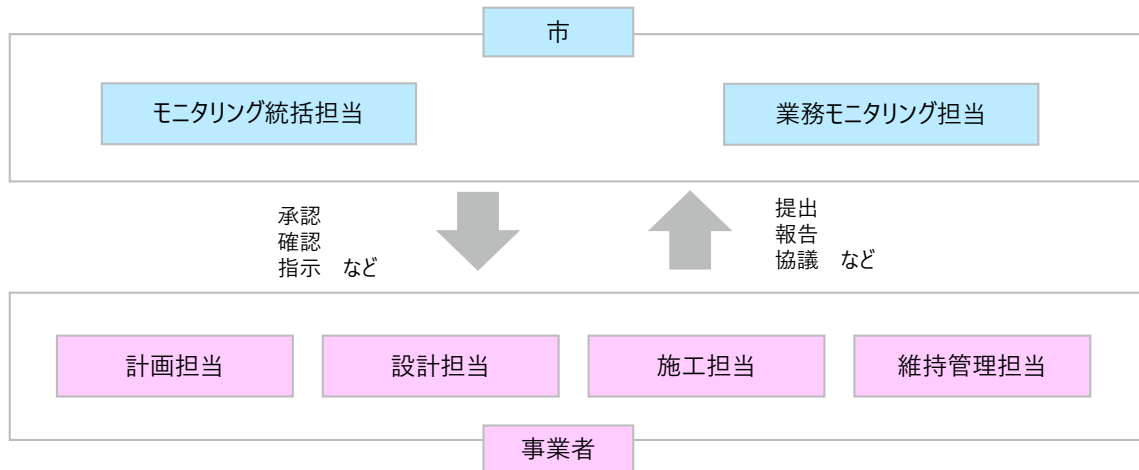 市
モニタリング統括担当
業務モニタリング担当
承認
確認
指示　など
提出
報告
協議　など
計画担当
設計担当
施工担当
維持管理担当
事業者